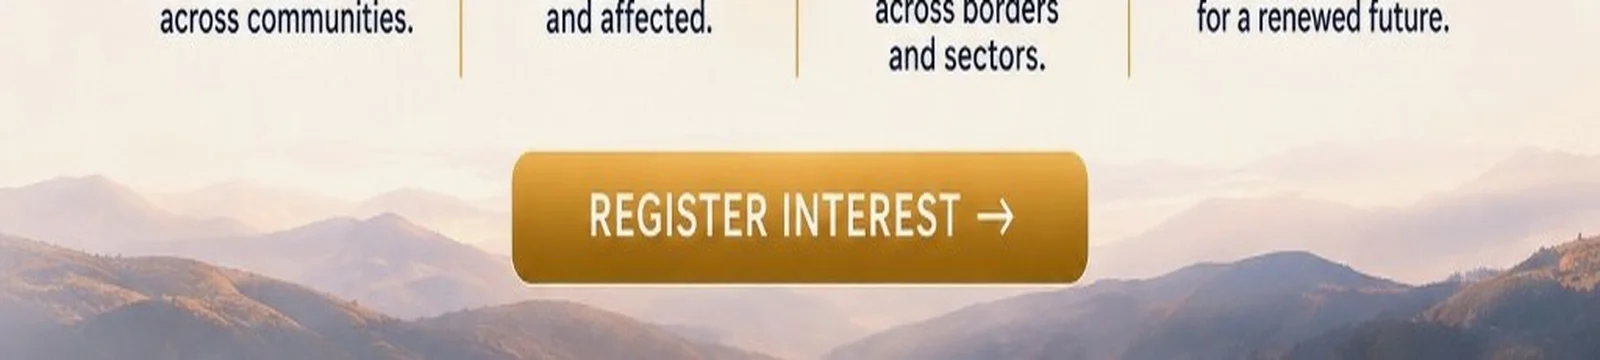 across communities.
and affected.
across borders
and sectors.
for a renewed future.
REGISTER INTEREST →